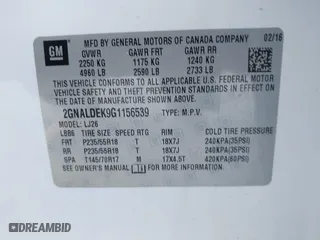 GM
MFD BY GENERAL MOTORS OF CANADA COMPANY 02/16
GVWR GAWR FRT GAWR RR
2250 KG 1175 KG 1240 KG
4960 LB 2590 LB 2733 LB
THIS VEHICLE CONFORMS TO ALL APPLICABLE U.S. FEDERAL MOTOR VEHICLE SAFETY, BUMPER, AND THEFT PREVENTION STANDARDS IN EFFECT ON THE DATE OF MANUFACTURE SHOWN ABOVE.
2GNALDEK9G1156539 TYPE: M.P.V.
MODEL: LJ26
LBB6 TIRE SIZE SPEED RTG RIM COLD TIRE PRESSURE
FRT P235/55R18 T 18X7J 240KPA(35PSI)
RR P235/55R18 T 18X7J 240KPA(35PSI)
SPA T145/70R17 M 17X4.5T 420KPA(60PSI)
SEE OWNER'S MANUAL FOR MORE INFORMATION.
AUTOHELPERBOT.COM